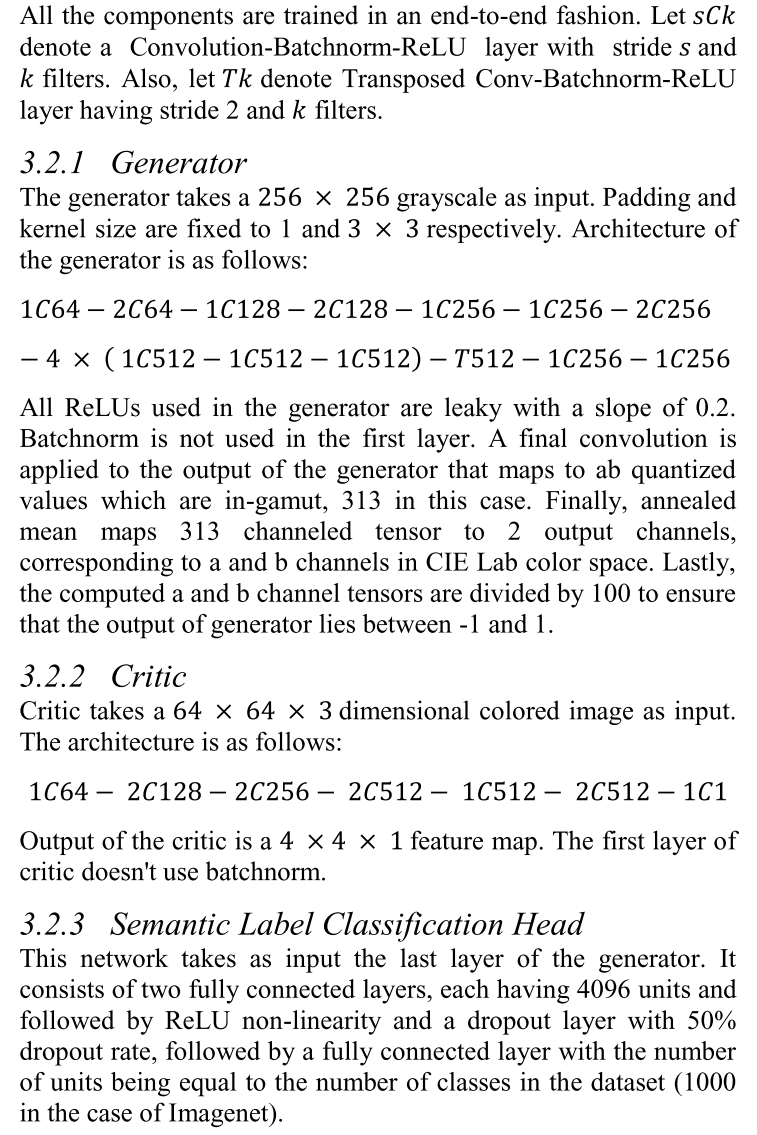 All the components are trained in an end-to-end fashion. Let sCk
denote a Convolution-Batchnorm-ReLU layer with stride s and
k filters. Also, let Tk denote Transposed Conv-Batchnorm-ReLU
layer having stride 2 and k filters.
3.2.1 Generator
The generator takes a 256 × 256 grayscale as input. Padding and
kernel size are fixed to 1 and 3 × 3 respectively. Architecture of
the generator is as follows:
1C64 − 2C64 − 1C128 − 2C128 − 1C256 − 1C256 − 2C256
− 4 × ( 1C512 − 1C512 − 1C512) − T512 − 1C256 − 1C256
All ReLUs used in the generator are leaky with a slope of 0.2.
Batchnorm is not used in the first layer. A final convolution is
applied to the output of the generator that maps to ab quantized
values which are in-gamut, 313 in this case. Finally, annealed
mean maps 313 channeled tensor to 2 output channels,
corresponding to a and b channels in CIE Lab color space. Lastly,
the computed a and b channel tensors are divided by 100 to ensure
that the output of generator lies between -1 and 1.
3.2.2 Critic
Critic takes a 64 × 64 × 3 dimensional colored image as input.
The architecture is as follows:
1C64 − 2C128 − 2C256 − 2C512 − 1C512 − 2C512 − 1C1
Output of the critic is a 4 × 4 × 1 feature map. The first layer of
critic doesn't use batchnorm.
3.2.3 Semantic Label Classification Head
This network takes as input the last layer of the generator. It
consists of two fully connected layers, each having 4096 units and
followed by ReLU non-linearity and a dropout layer with 50%
dropout rate, followed by a fully connected layer with the number
of units being equal to the number of classes in the dataset (1000
in the case of Imagenet).